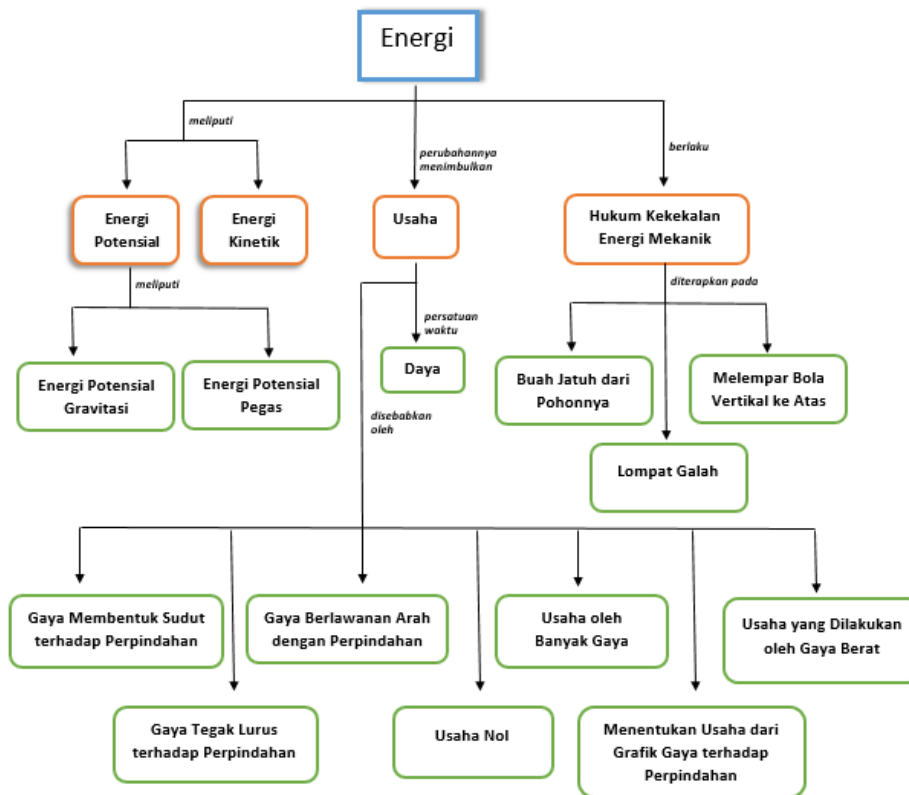 Energi
meliputi
perubahannya
menimbulkan
berlaku
Energi
Potensial
Energi
Kinetik
Usaha
Hukum Kekekalan
Energi Mekanik
meliputi
persatuan
waktu
diterapkan pada
Energi Potensial
Gravitasi
Energi Potensial
Pegas
Daya
Buah Jatuh dari
Pohonnya
Melempar Bola
Vertikal ke Atas
disebabkan
oleh
Lompat Galah
Gaya Membentuk Sudut
terhadap Perpindahan
Gaya Berlawanan Arah
dengan Perpindahan
Usaha oleh
Banyak Gaya
Usaha yang Dilakukan
oleh Gaya Berat
Gaya Tegak Lurus
terhadap Perpindahan
Usaha Nol
Menentukan Usaha dari
Grafik Gaya terhadap
Perpindahan